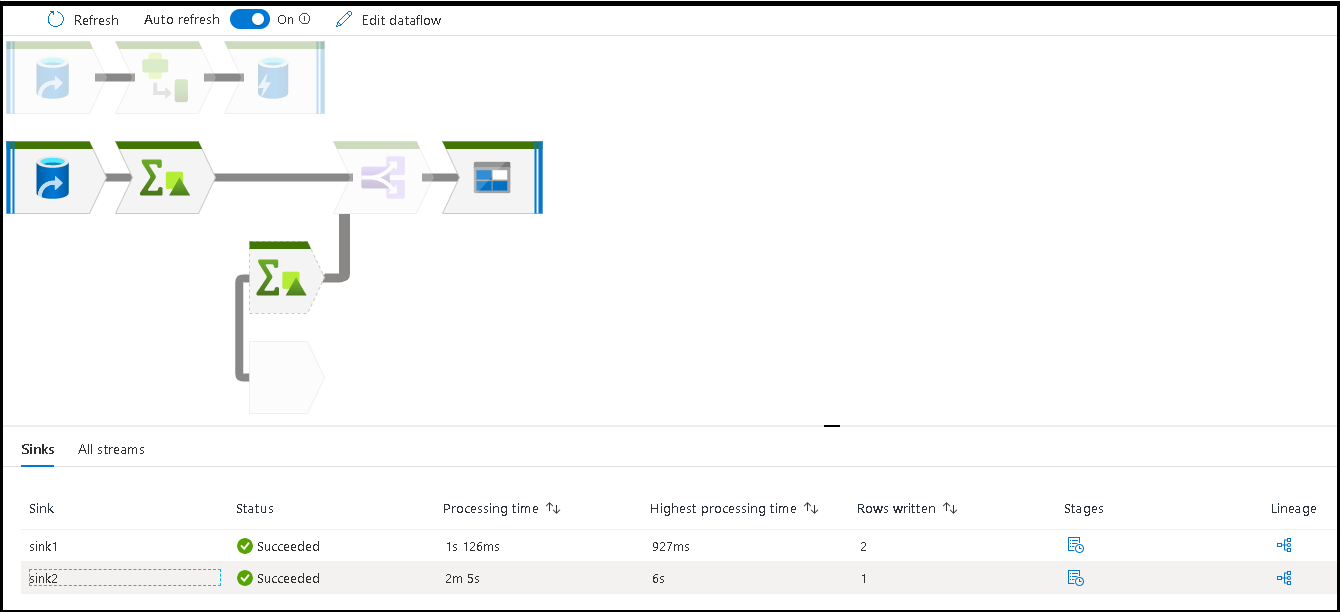 Refresh Auto refresh On Edit dataflow
Sinks All streams
Sink Status Processing time Highest processing time Rows written Stages Lineage
sink1 Succeeded 1s 126ms 927ms 2
sink2 Succeeded 2m 5s 6s 1